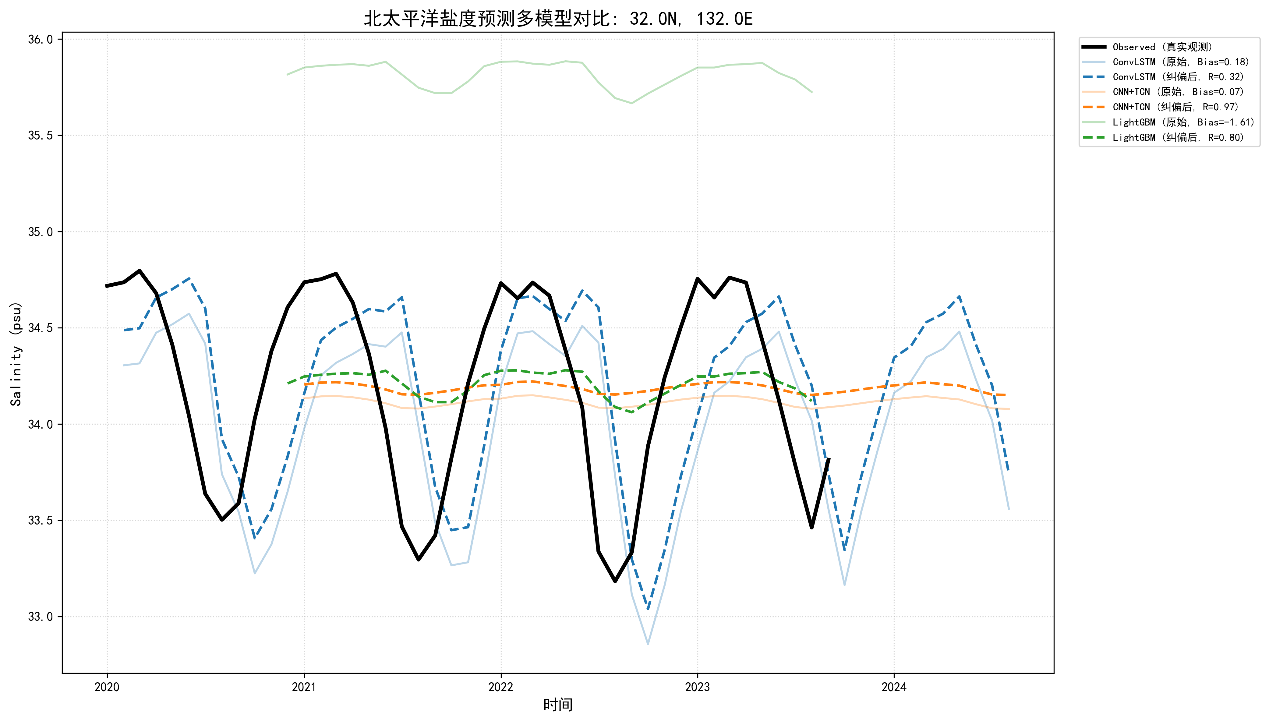 北太平洋盐度预测多模型对比: 32.0N, 132.0E
Observed (真实观测)
ConvLSTM (原始, Bias=0.18)
ConvLSTM (纠偏后, R=0.32)
CNN+TCN (原始, Bias=0.07)
CNN+TCN (纠偏后, R=0.97)
LightGBM (原始, Bias=-1.61)
LightGBM (纠偏后, R=0.80)
Salinity (psu)
36.0
35.5
35.0
34.5
34.0
33.5
33.0
2020
2021
2022
2023
2024
时间